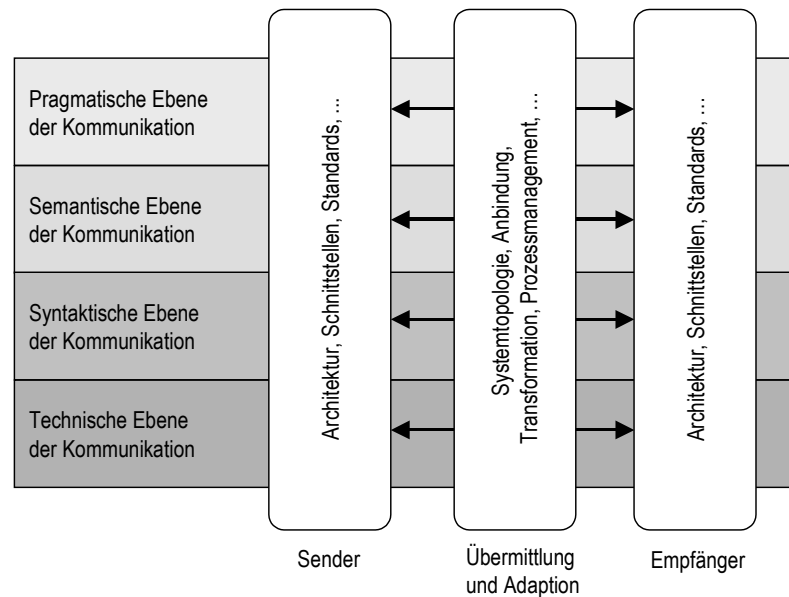 Pragmatische Ebene
der Kommunikation
Semantische Ebene
der Kommunikation
Syntaktische Ebene
der Kommunikation
Technische Ebene
der Kommunikation
Architektur, Schnittstellen, Standards, ...
Systemtopologie, Anbindung,
Transformation, Prozessmanagement, ...
Architektur, Schnittstellen, Standards, ...
Sender
Übermittlung
und Adaption
Empfänger